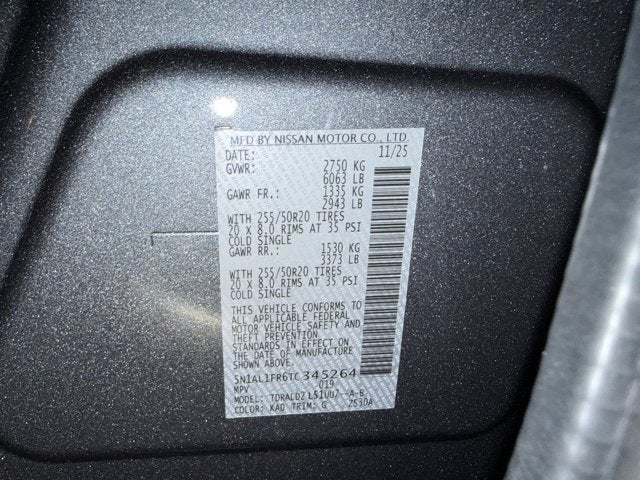 MFD BY NISSAN MOTOR CO., LTD.
DATE: 11/25
GVWR: 2750 KG
6063 LB
GAWR FR.: 1335 KG
2943 LB
WITH 255/50R20 TIRES
20 x 8.0 RIMS AT 35 PSI
COLD SINGLE
GAWR RR.: 1530 KG
3373 LB
WITH 255/50R20 TIRES
20 x 8.0 RIMS AT 35 PSI
COLD SINGLE
THIS VEHICLE CONFORMS TO
ALL APPLICABLE FEDERAL
MOTOR VEHICLE SAFETY AND
THEFT PREVENTION
STANDARDS IN EFFECT ON
THE DATE OF MANUFACTURE
5N1AL1FR6TC345264
MPV 019
MODEL: TDRALDZ L51UU7--A-B
COLOR: KAD TRIM: G Z530A